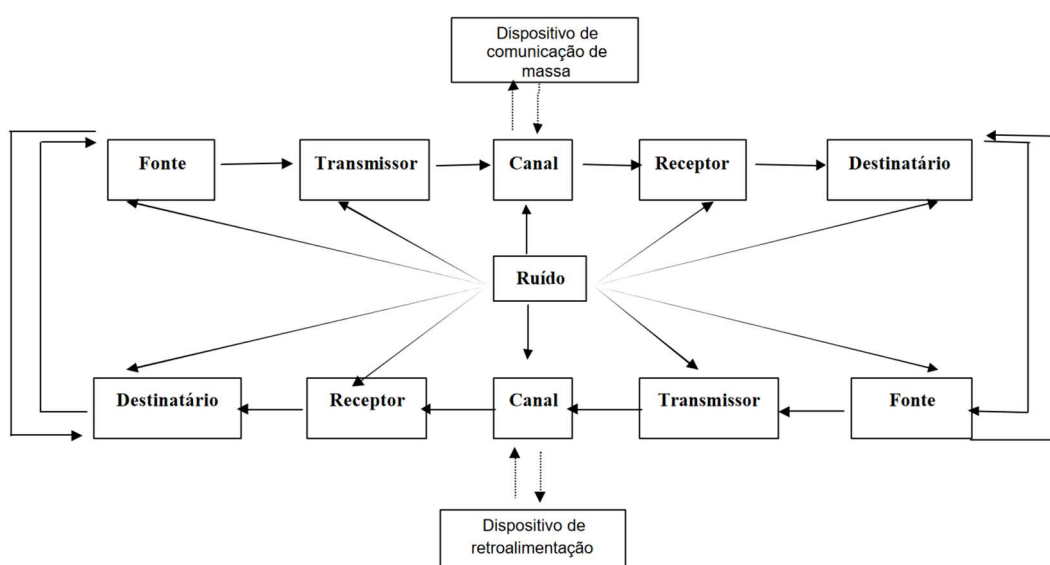 Dispositivo de
comunicação de
massa
Fonte
Transmissor
Canal
Receptor
Destinatário
Ruído
Destinatário
Receptor
Canal
Transmissor
Fonte
Dispositivo de
retroalimentação